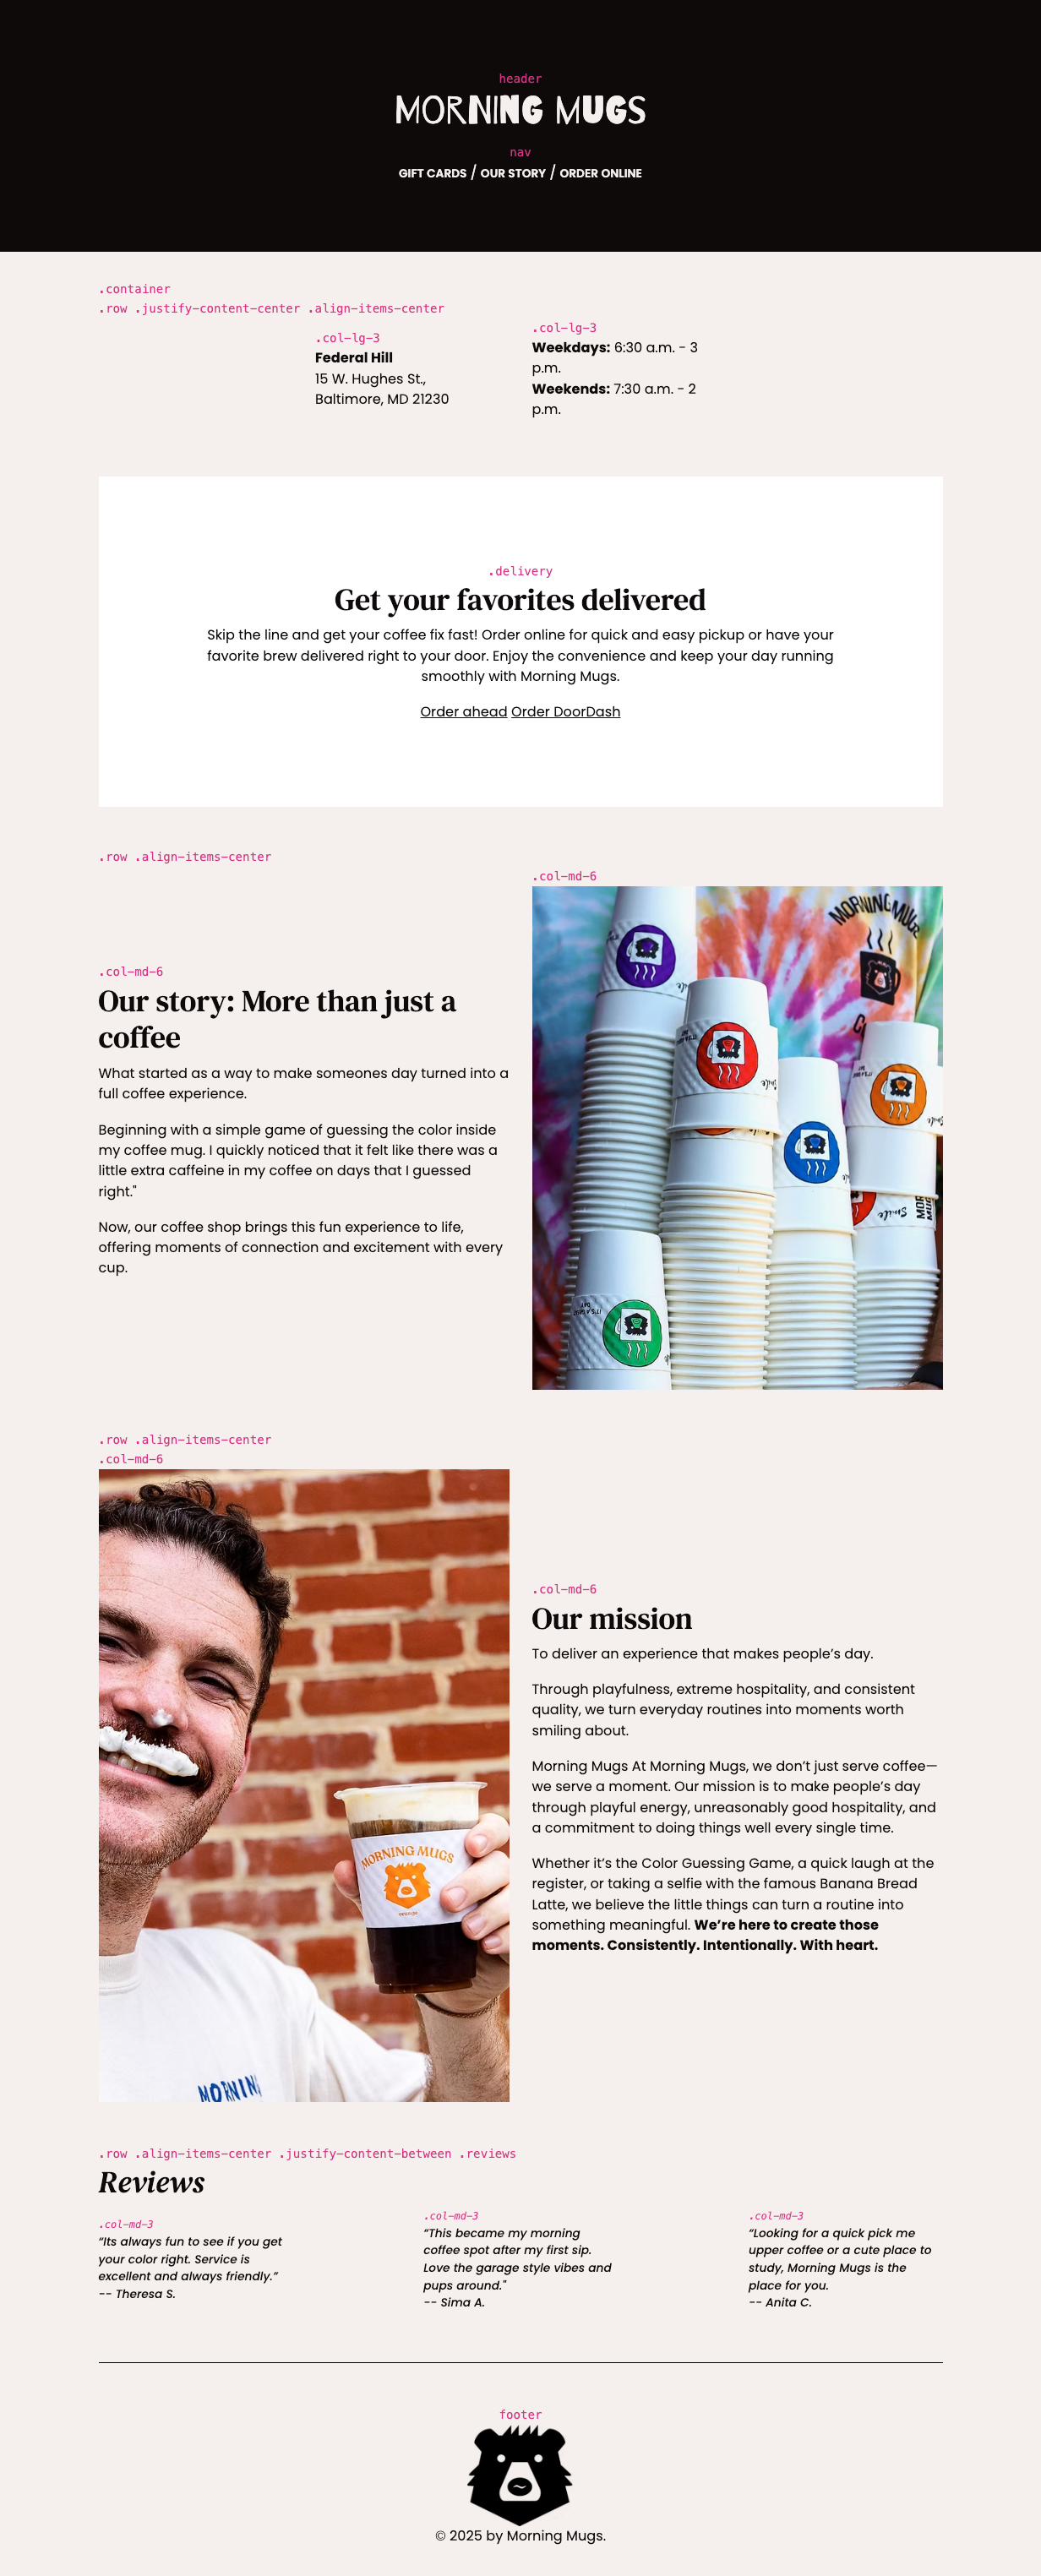 header
MORNING MUGS
nav
GIFT CARDS / OUR STORY / ORDER ONLINE
.container
.row .justify-content-center .align-items-center
.col-lg-3
Federal Hill
15 W. Hughes St.,
Baltimore, MD 21230
.col-lg-3
Weekdays: 6:30 a.m. - 3
p.m.
Weekends: 7:30 a.m. - 2
p.m.
.delivery
Get your favorites delivered
Skip the line and get your coffee fix fast! Order online for quick and easy pickup or have your
favorite brew delivered right to your door. Enjoy the convenience and keep your day running
smoothly with Morning Mugs.
Order ahead Order DoorDash
.row .align-items-center
.col-md-6
Our story: More than just a
coffee
What started as a way to make someones day turned into a
full coffee experience.
Beginning with a simple game of guessing the color inside
my coffee mug. I quickly noticed that it felt like there was a
little extra caffeine in my coffee on days that I guessed
right."
Now, our coffee shop brings this fun experience to life,
offering moments of connection and excitement with every
cup.
.col-md-6
MORNING MUGS
Smile
.row .align-items-center
.col-md-6
MORNING MUGS
MORNIN
.col-md-6
Our mission
To deliver an experience that makes people’s day.
Through playfulness, extreme hospitality, and consistent
quality, we turn everyday routines into moments worth
smiling about.
Morning Mugs At Morning Mugs, we don’t just serve coffee—
we serve a moment. Our mission is to make people’s day
through playful energy, unreasonably good hospitality, and
a commitment to doing things well every single time.
Whether it’s the Color Guessing Game, a quick laugh at the
register, or taking a selfie with the famous Banana Bread
Latte, we believe the little things can turn a routine into
something meaningful. We’re here to create those
moments. Consistently. Intentionally. With heart.
.row .align-items-center .justify-content-between .reviews
Reviews
.col-md-3
“Its always fun to see if you get
your color right. Service is
excellent and always friendly.”
-- Theresa S.
.col-md-3
“This became my morning
coffee spot after my first sip.
Love the garage style vibes and
pups around."
-- Sima A.
.col-md-3
“Looking for a quick pick me
upper coffee or a cute place to
study, Morning Mugs is the
place for you.
-- Anita C.
footer
© 2025 by Morning Mugs.